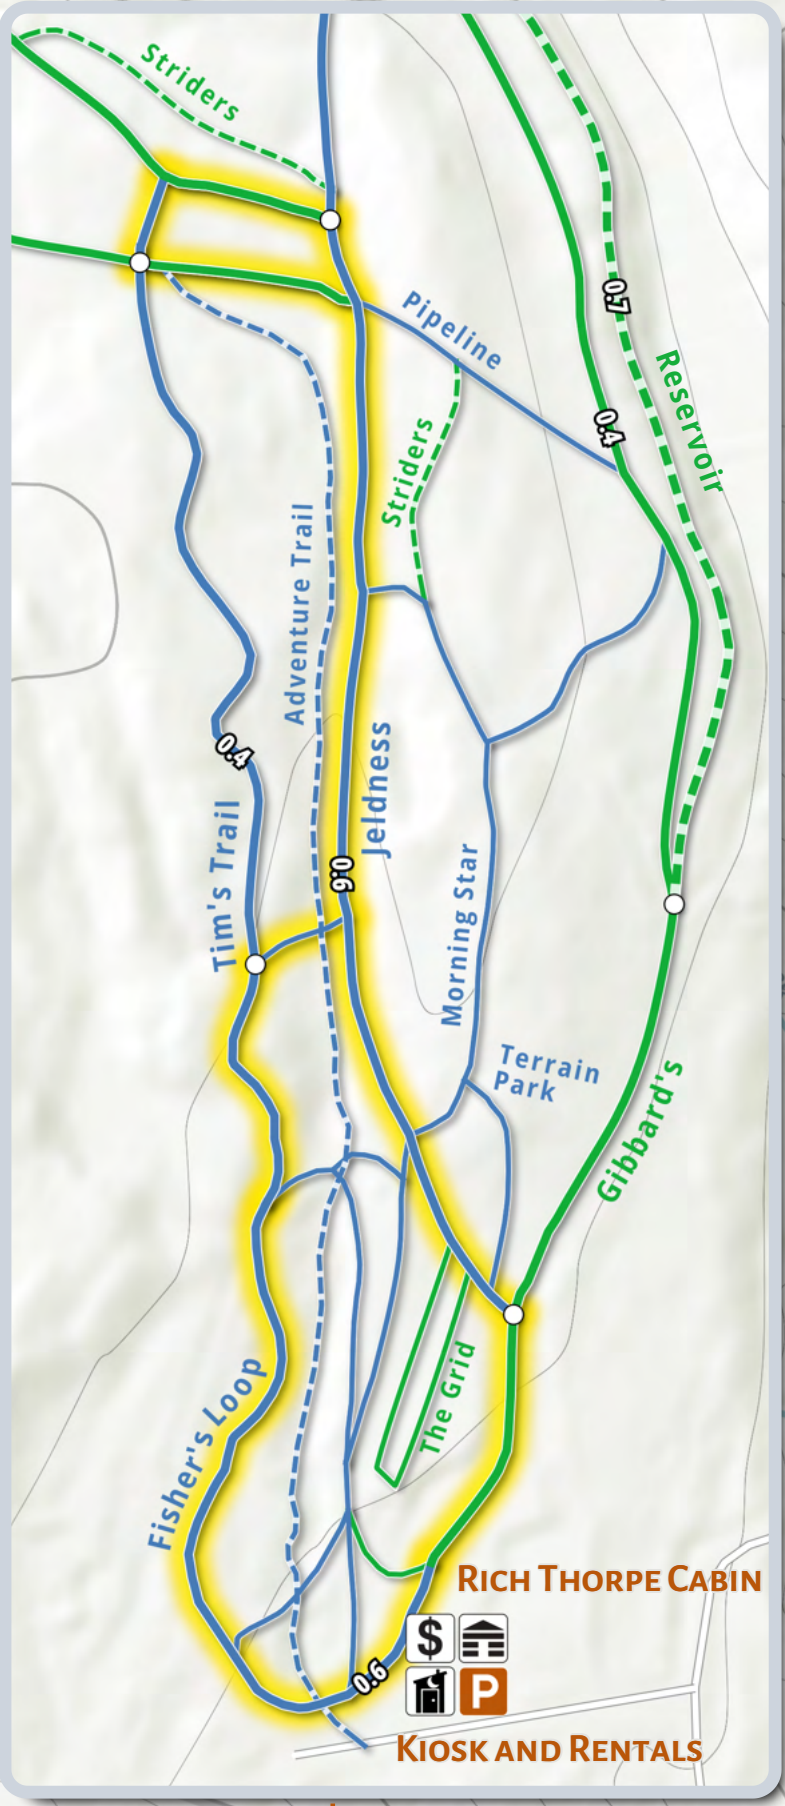 Striders
Pipeline
0.7
Reservoir
0.4
Striders
Adventure Trail
Jeldness
0.4
Tim's Trail
0.6
Morning Star
Terrain
Park
Gibbard's
The Grid
Fisher's Loop
RICH THORPE CABIN
$
0.6
P
KIOSK AND RENTALS